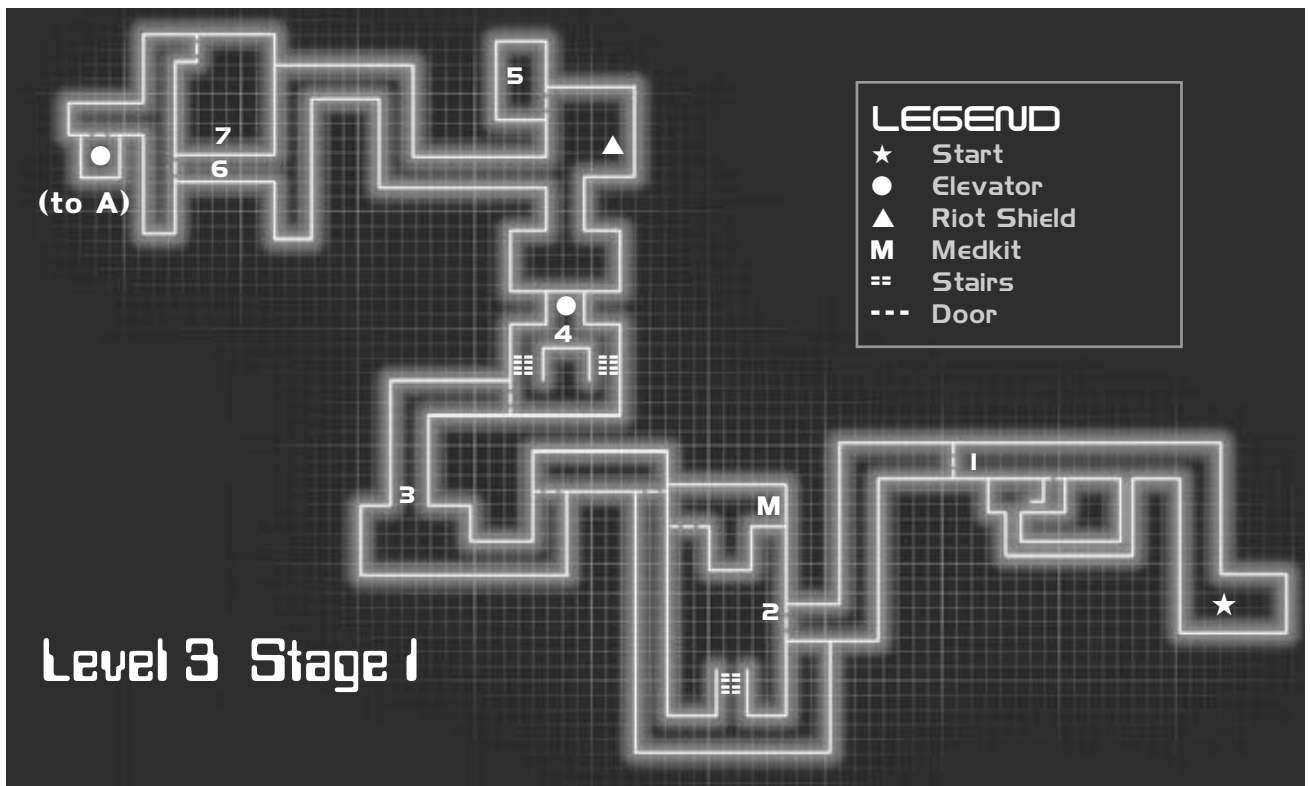 5
7
6
(to A)
LEGEND
Start
Elevator
Riot Shield
M Medkit
Stairs
Door
4
3
1
M
2
Level 3 Stage 1